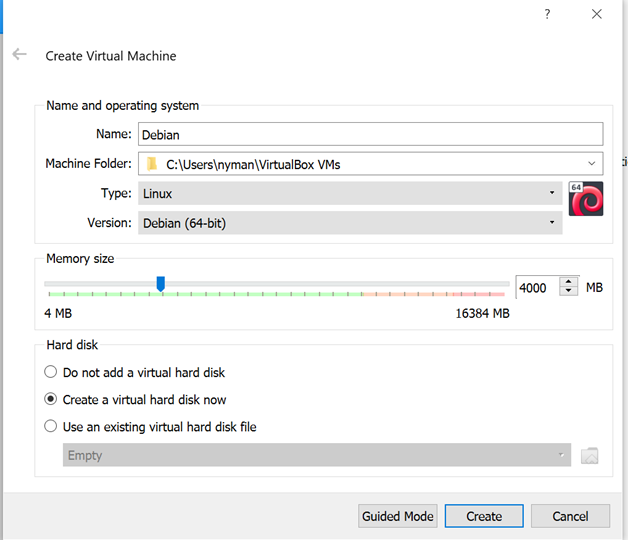 ?
Create Virtual Machine
Name and operating system
Name: Debian
Machine Folder: C:\Users\nyman\VirtualBox VMs
Type: Linux
64
Version: Debian (64-bit)
Memory size
4000 MB
4 MB 16384 MB
Hard disk
Do not add a virtual hard disk
Create a virtual hard disk now
Use an existing virtual hard disk file
Empty
Guided Mode Create Cancel